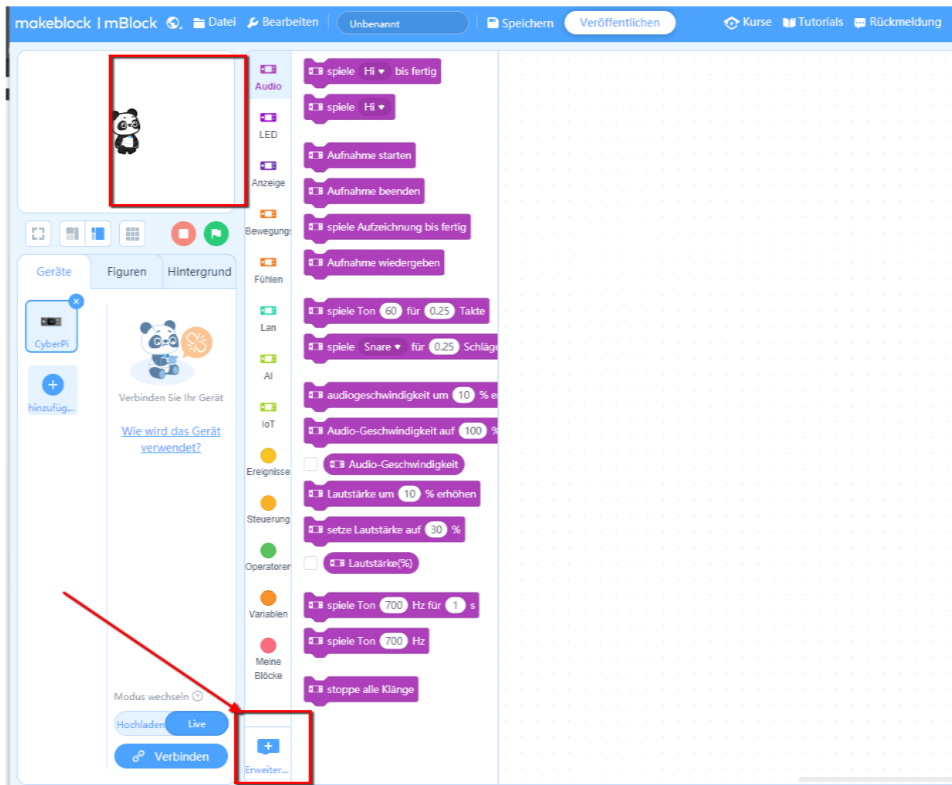 makeblock | mBlock Datei Bearbeiten Unbenannt Speichern Veröffentlichen Kurse Tutorials Rückmeldung
Audio
LED
Anzeige
Bewegung
Fühlen
Lan
AI
IoT
Ereignisse
Steuerung
Operatoren
Variablen
Meine
Blöcke
Erweiter...
spiele Hi bis fertig
spiele Hi
Aufnahme starten
Aufnahme beenden
spiele Aufzeichnung bis fertig
Aufnahme wiedergeben
spiele Ton 60 für 0.25 Takte
spiele Snare für 0.25 Schläge
audiogeschwindigkeit um 10 % e
Audio-Geschwindigkeit auf 100 %
Audio-Geschwindigkeit
Lautstärke um 10 % erhöhen
setze Lautstärke auf 30 %
Lautstärke(%)
spiele Ton 700 Hz für 1 s
spiele Ton 700 Hz
stoppe alle Klänge
Geräte Figuren Hintergrund
CyberPi
hinzufüg...
Verbinden Sie Ihr Gerät
Wie wird das Gerät
verwendet?
Modus wechseln ?
Hochladen Live
Verbinden